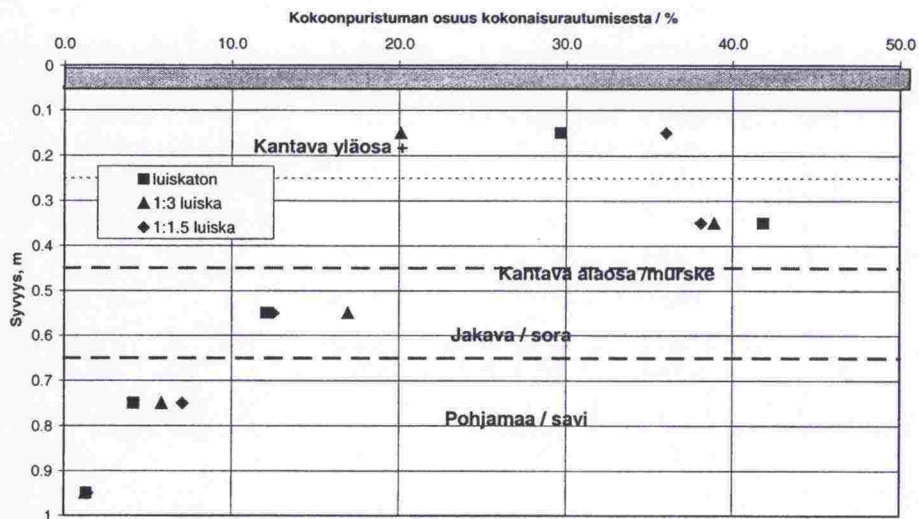 Kokoonpuristuman osuus kokonaisurautumisesta / %
0.0 10.0 20.0 30.0 40.0 50.0
0
0.1
Kantava yläosa +
0.2
luiskaton
1:3 luiska
1:1.5 luiska
0.3
0.4
Kantava alaosa /murske
0.5
Jakava / sora
0.6
0.7
Pohjamaa / savi
0.8
0.9
1
Syvyys, m